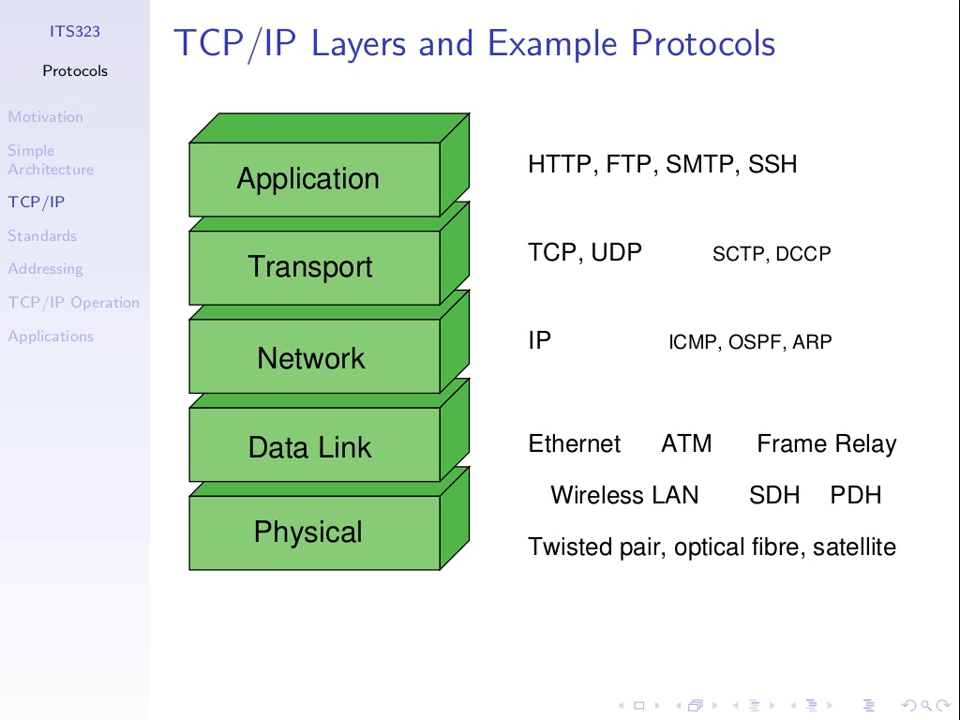 ITS323
Protocols
Motivation
Simple
Architecture
TCP/IP
Standards
Addressing
TCP/IP Operation
Applications
TCP/IP Layers and Example Protocols
Application
HTTP, FTP, SMTP, SSH
Transport
TCP, UDP SCTP, DCCP
Network
IP ICMP, OSPF, ARP
Data Link
Ethernet ATM Frame Relay
Wireless LAN SDH PDH
Physical
Twisted pair, optical fibre, satellite